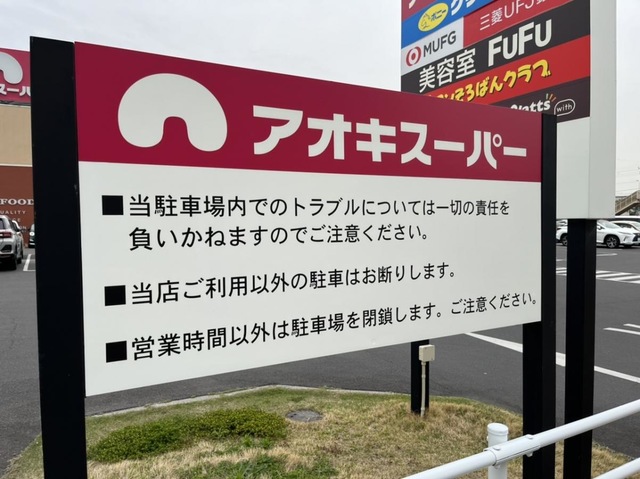 三菱UFJ
MUFG
美容室 FUFU
そろばんクラブ
with
アオキスーパー
■当駐車場内でのトラブルについては一切の責任を
負いかねますのでご注意ください。
■当店ご利用以外の駐車はお断りします。
■営業時間以外は駐車場を閉鎖します。ご注意ください。
スーパー
FOOD